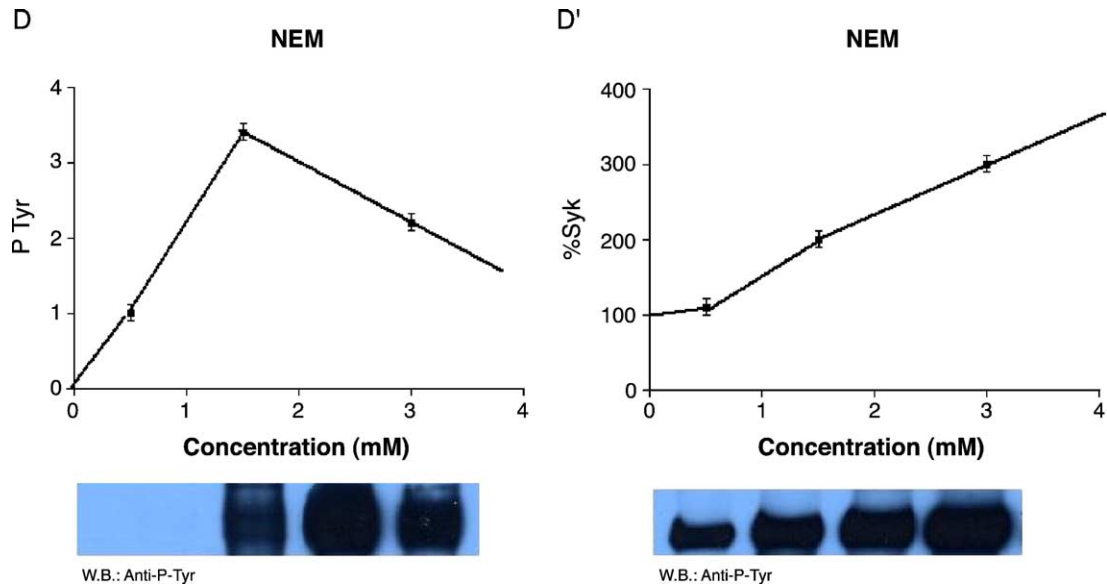 D
NEM
4
3
2
1
0
P Tyr
0 1 2 3 4
Concentration (mM)
W.B.: Anti-P-Tyr
D'
NEM
400
300
200
100
0
%Syk
0 1 2 3 4
Concentration (mM)
W.B.: Anti-P-Tyr